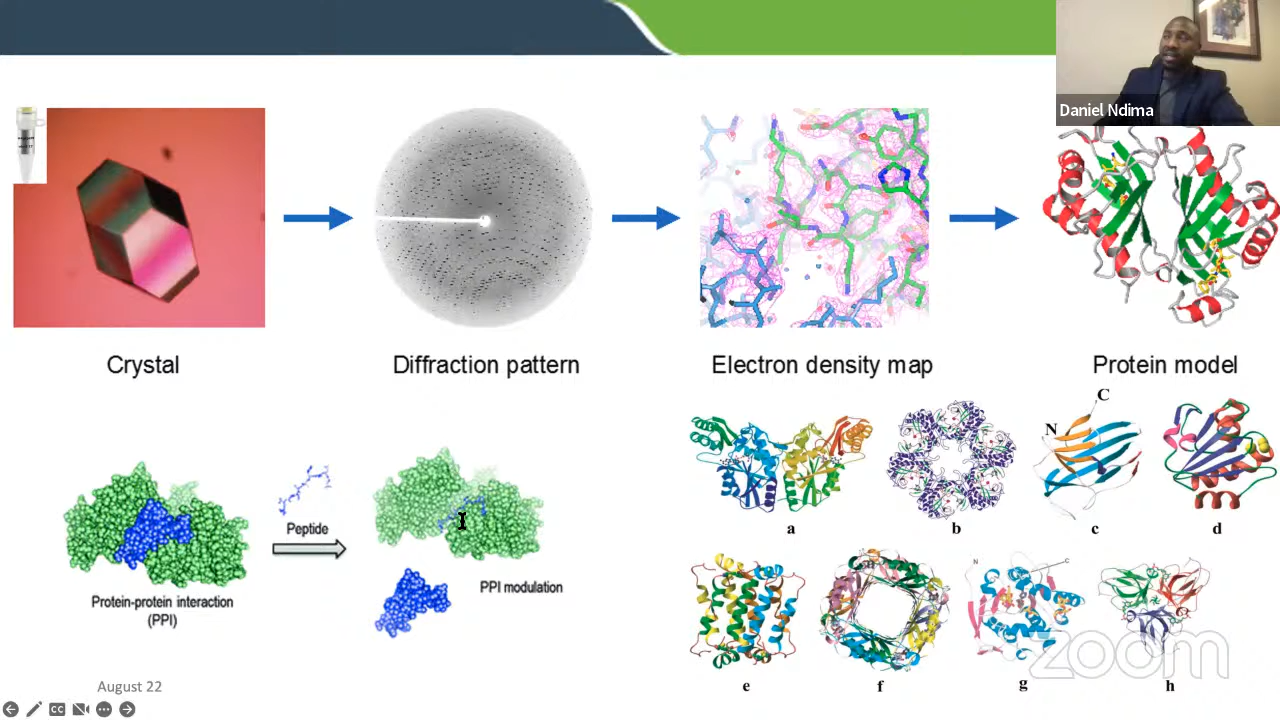 Daniel Ndima
Crystal
Diffraction pattern
Electron density map
Protein model
Peptide
Protein-protein interaction
(PPI)
PPI modulation
C
N
a
b
c
d
N
C
e
f
g
h
zoom
August 22
CC